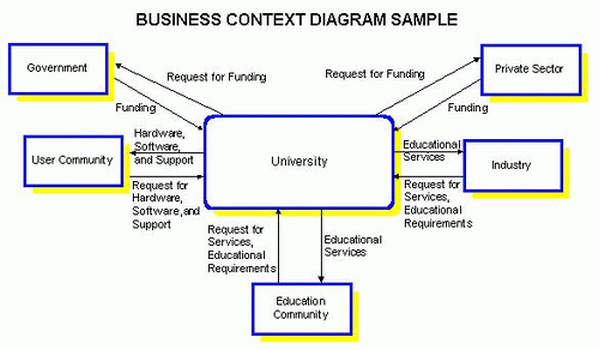 BUSINESS CONTEXT DIAGRAM SAMPLE
Government
Request for Funding
Request for Funding
Private Sector
Funding
Funding
Hardware,
Software,
and Support
User Community
University
Educational
Services
Industry
Request for
Hardware,
Software,and
Support
Request for
Services,
Educational
Requirements
Request for
Services,
Educational
Requirements
Educational
Services
Education
Community